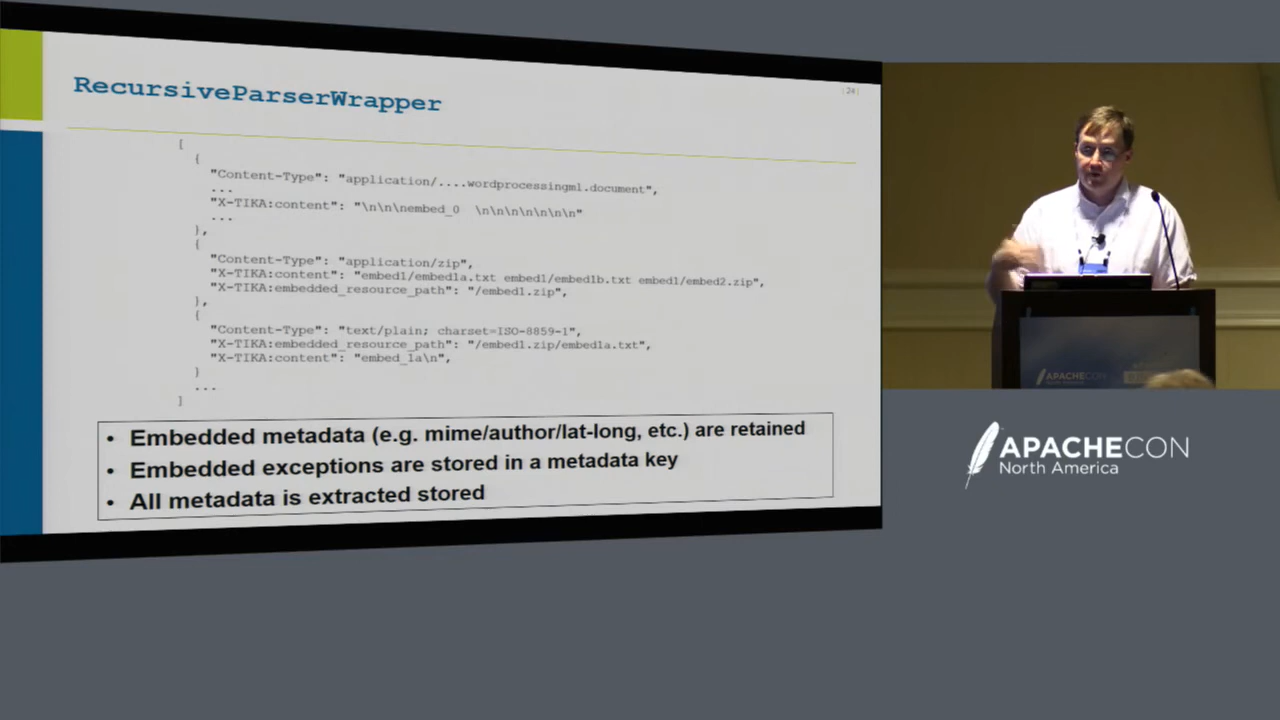 RecursiveParserWrapper
| 24 |
[
{
"Content-Type": "application/....wordprocessingml.document",
...
"X-TIKA:content": "\n\n\nembed_0 \n\n\n\n\n\n\n"
...
},
{
"Content-Type": "application/zip",
"X-TIKA:content": "embed1/embed1a.txt embed1/embed1b.txt embed1/embed2.zip",
"X-TIKA:embedded_resource_path": "/embed1.zip",
},
{
"Content-Type": "text/plain; charset=ISO-8859-1",
"X-TIKA:embedded_resource_path": "/embed1.zip/embed1a.txt",
"X-TIKA:content": "embed_1a\n",
}
...
]
• Embedded metadata (e.g. mime/author/lat-long, etc.) are retained
• Embedded exceptions are stored in a metadata key
• All metadata is extracted stored
APACHECON
APACHECON
North America